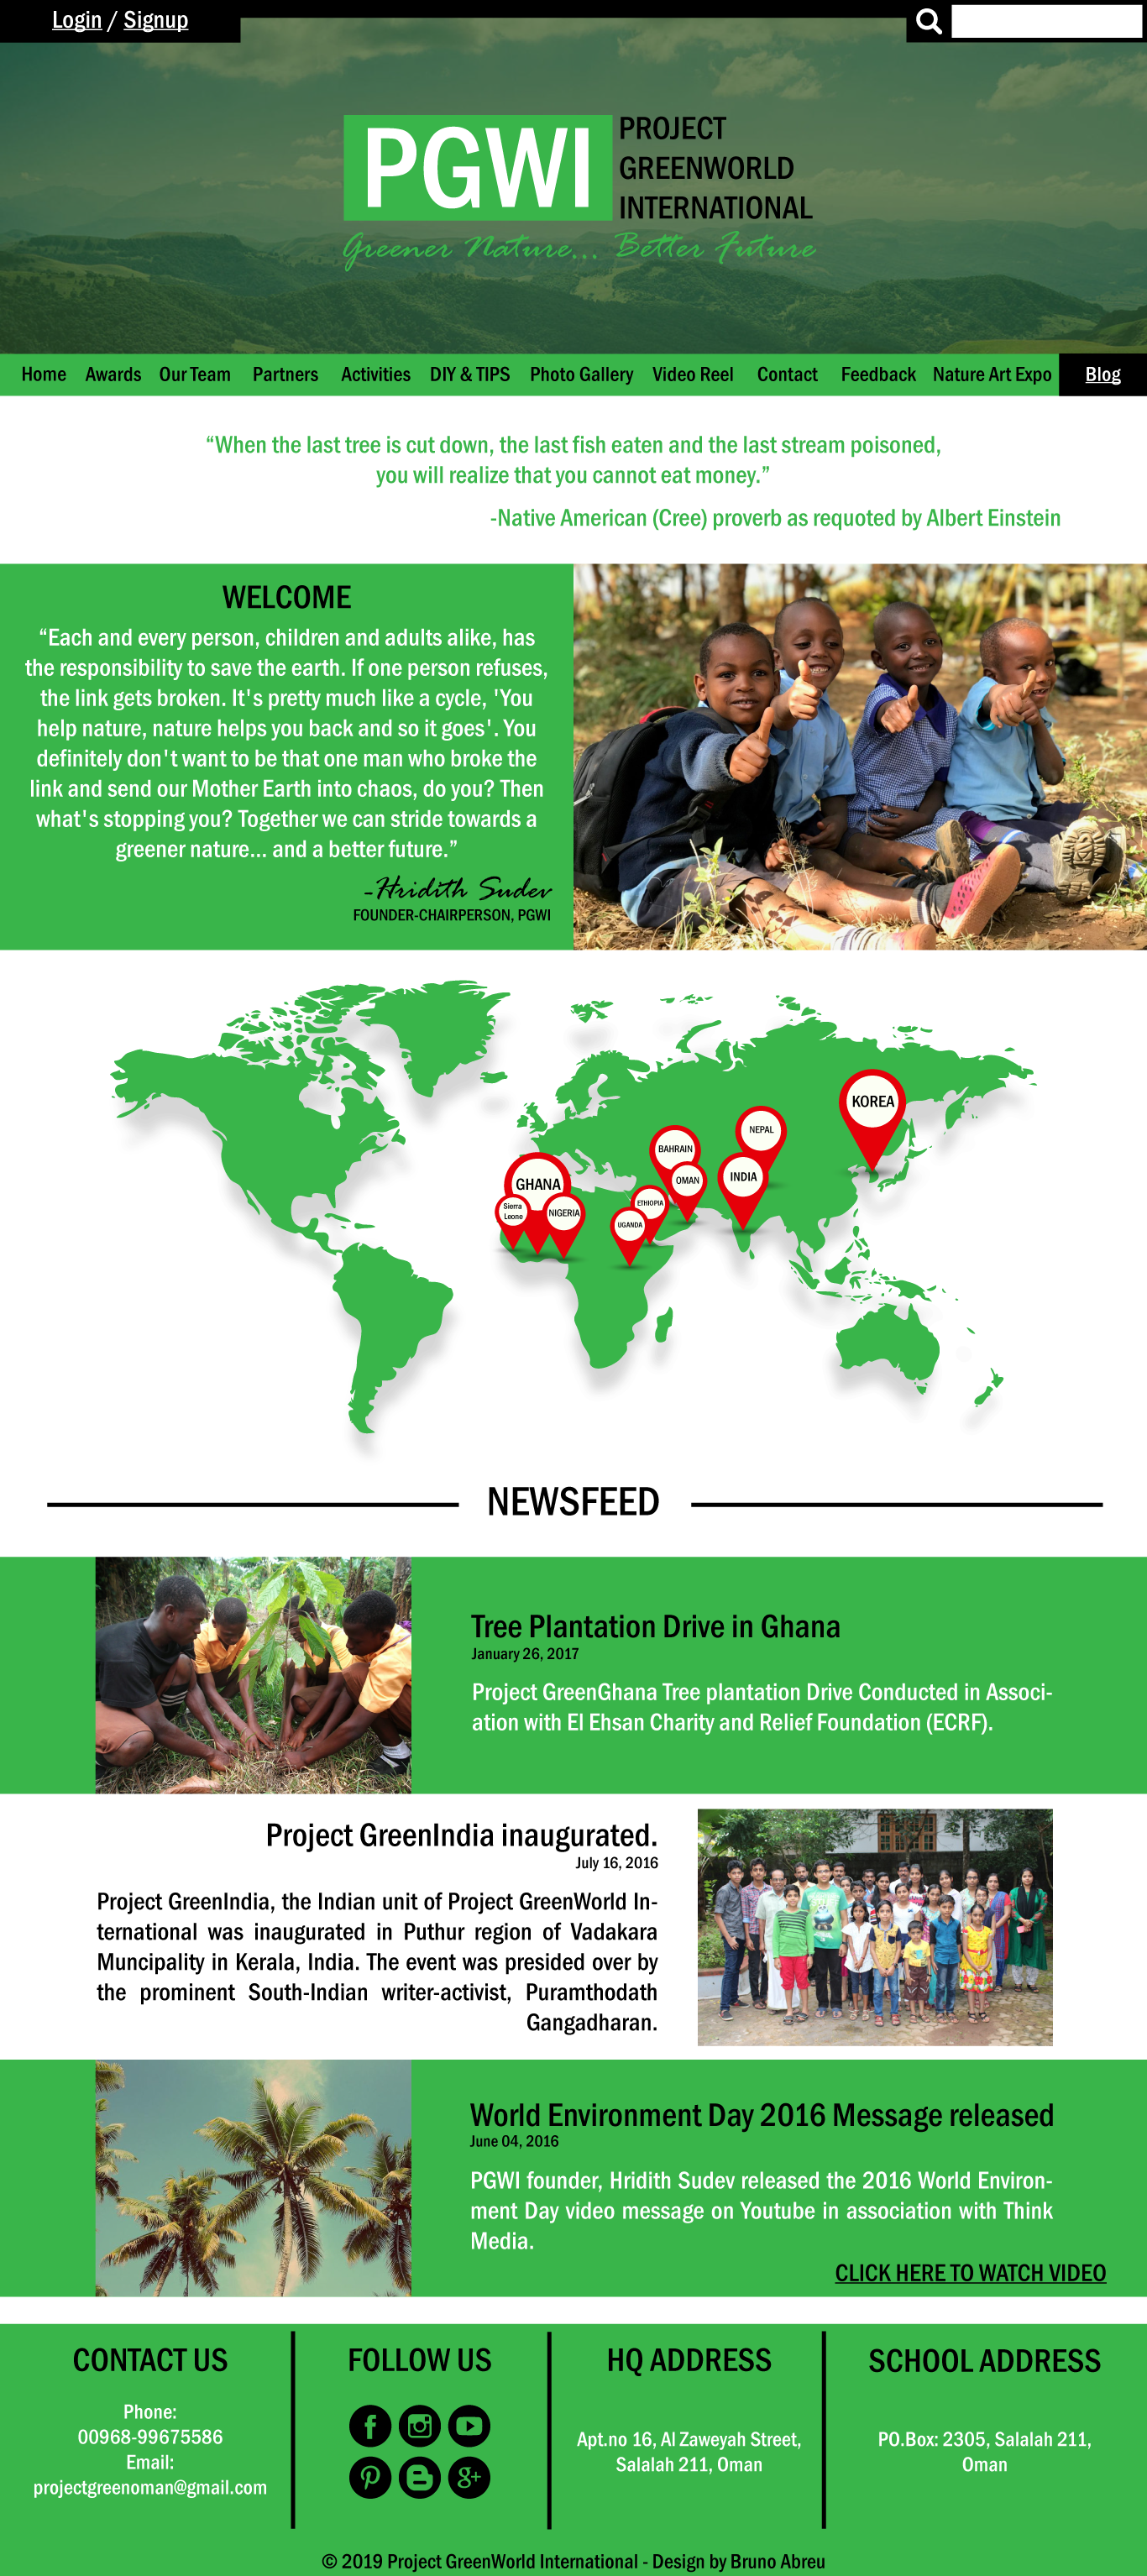 Login / Signup
PGWI
PROJECT
GREENWORLD
INTERNATIONAL
Greener Nature... Better Future
Home Awards Our Team Partners Activities DIY & TIPS Photo Gallery Video Reel Contact Feedback Nature Art Expo Blog
“When the last tree is cut down, the last fish eaten and the last stream poisoned,
you will realize that you cannot eat money.”
-Native American (Cree) proverb as requoted by Albert Einstein
WELCOME
“Each and every person, children and adults alike, has
the responsibility to save the earth. If one person refuses,
the link gets broken. It's pretty much like a cycle, 'You
help nature, nature helps you back and so it goes'. You
definitely don't want to be that one man who broke the
link and send our Mother Earth into chaos, do you? Then
what's stopping you? Together we can stride towards a
greener nature... and a better future.”
-Hridith Sudev
FOUNDER-CHAIRPERSON, PGWI
KOREA
NEPAL
BAHRAIN
INDIA
OMAN
GHANA
ETHIOPIA
Sierra
Leone
NIGERIA
UGANDA
NEWSFEED
Tree Plantation Drive in Ghana
January 26, 2017
Project GreenGhana Tree plantation Drive Conducted in Associ-
ation with El Ehsan Charity and Relief Foundation (ECRF).
Project GreenIndia inaugurated.
July 16, 2016
Project GreenIndia, the Indian unit of Project GreenWorld In-
ternational was inaugurated in Puthur region of Vadakara
Muncipality in Kerala, India. The event was presided over by
the prominent South-Indian writer-activist, Puramthodath
Gangadharan.
World Environment Day 2016 Message released
June 04, 2016
PGWI founder, Hridith Sudev released the 2016 World Environ-
ment Day video message on Youtube in association with Think
Media.
CLICK HERE TO WATCH VIDEO
CONTACT US
Phone:
00968-99675586
Email:
projectgreenoman@gmail.com
FOLLOW US
HQ ADDRESS
Apt.no 16, Al Zaweyah Street,
Salalah 211, Oman
SCHOOL ADDRESS
PO.Box: 2305, Salalah 211,
Oman
© 2019 Project GreenWorld International - Design by Bruno Abreu